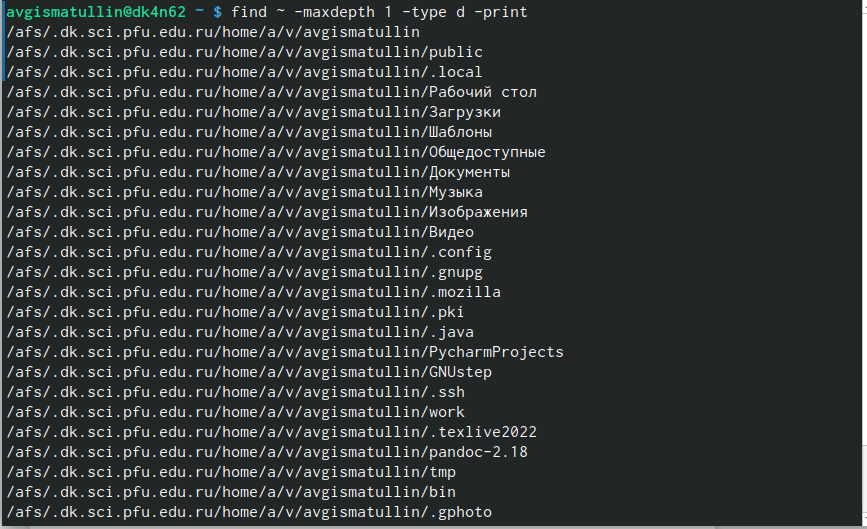 avgismatullin@dk4n62 ~ $ find ~ -maxdepth 1 -type d -print
/afs/.dk.sci.pfu.edu.ru/home/a/v/avgismatullin
/afs/.dk.sci.pfu.edu.ru/home/a/v/avgismatullin/public
/afs/.dk.sci.pfu.edu.ru/home/a/v/avgismatullin/.local
/afs/.dk.sci.pfu.edu.ru/home/a/v/avgismatullin/Рабочий стол
/afs/.dk.sci.pfu.edu.ru/home/a/v/avgismatullin/Загрузки
/afs/.dk.sci.pfu.edu.ru/home/a/v/avgismatullin/Шаблоны
/afs/.dk.sci.pfu.edu.ru/home/a/v/avgismatullin/Общедоступные
/afs/.dk.sci.pfu.edu.ru/home/a/v/avgismatullin/Документы
/afs/.dk.sci.pfu.edu.ru/home/a/v/avgismatullin/Музыка
/afs/.dk.sci.pfu.edu.ru/home/a/v/avgismatullin/Изображения
/afs/.dk.sci.pfu.edu.ru/home/a/v/avgismatullin/Видео
/afs/.dk.sci.pfu.edu.ru/home/a/v/avgismatullin/.config
/afs/.dk.sci.pfu.edu.ru/home/a/v/avgismatullin/.gnupg
/afs/.dk.sci.pfu.edu.ru/home/a/v/avgismatullin/.mozilla
/afs/.dk.sci.pfu.edu.ru/home/a/v/avgismatullin/.pki
/afs/.dk.sci.pfu.edu.ru/home/a/v/avgismatullin/.java
/afs/.dk.sci.pfu.edu.ru/home/a/v/avgismatullin/PycharmProjects
/afs/.dk.sci.pfu.edu.ru/home/a/v/avgismatullin/GNUstep
/afs/.dk.sci.pfu.edu.ru/home/a/v/avgismatullin/.ssh
/afs/.dk.sci.pfu.edu.ru/home/a/v/avgismatullin/work
/afs/.dk.sci.pfu.edu.ru/home/a/v/avgismatullin/.texlive2022
/afs/.dk.sci.pfu.edu.ru/home/a/v/avgismatullin/pandoc-2.18
/afs/.dk.sci.pfu.edu.ru/home/a/v/avgismatullin/tmp
/afs/.dk.sci.pfu.edu.ru/home/a/v/avgismatullin/bin
/afs/.dk.sci.pfu.edu.ru/home/a/v/avgismatullin/.gphoto